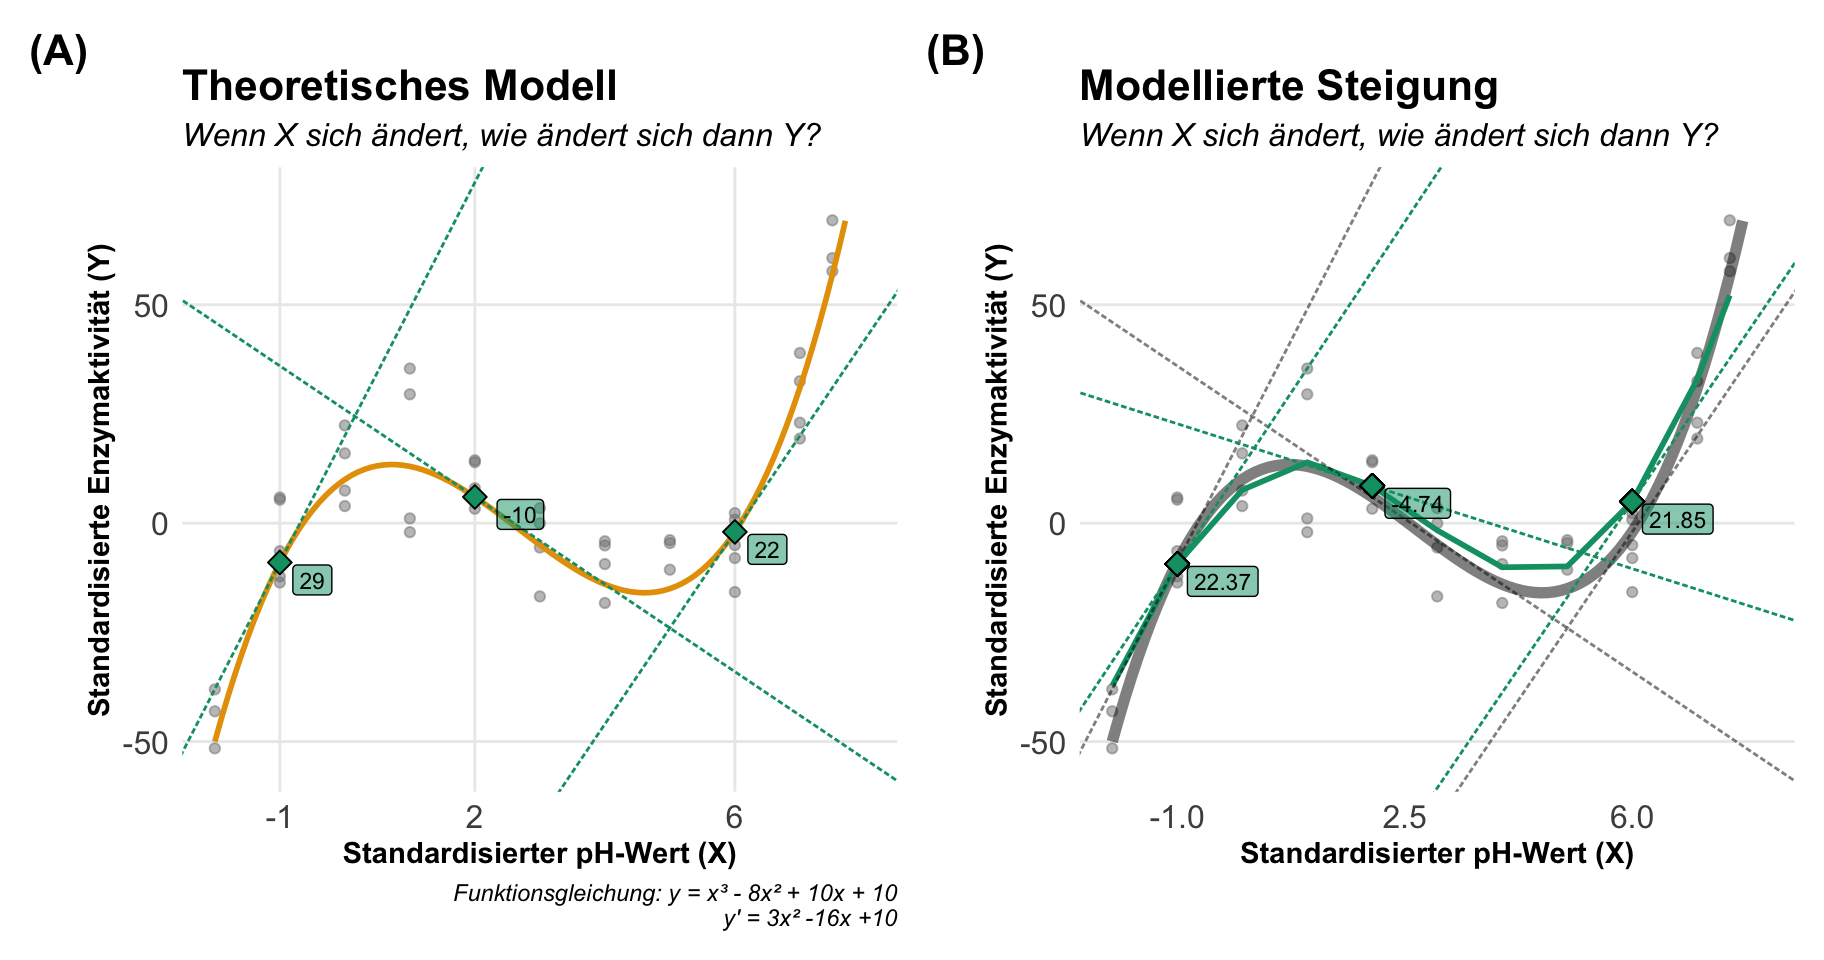 (A)
Theoretisches Modell
Wenn X sich ändert, wie ändert sich dann Y?
Standardisierte Enzymaktivität (Y)
50
0
-50
29
-10
22
-1 2 6
Standardisierter pH-Wert (X)
Funktionsgleichung: y = x³ - 8x² + 10x + 10
y' = 3x² -16x +10
(B)
Modellierte Steigung
Wenn X sich ändert, wie ändert sich dann Y?
Standardisierte Enzymaktivität (Y)
50
0
-50
22.37
-4.74
21.85
-1.0 2.5 6.0
Standardisierter pH-Wert (X)